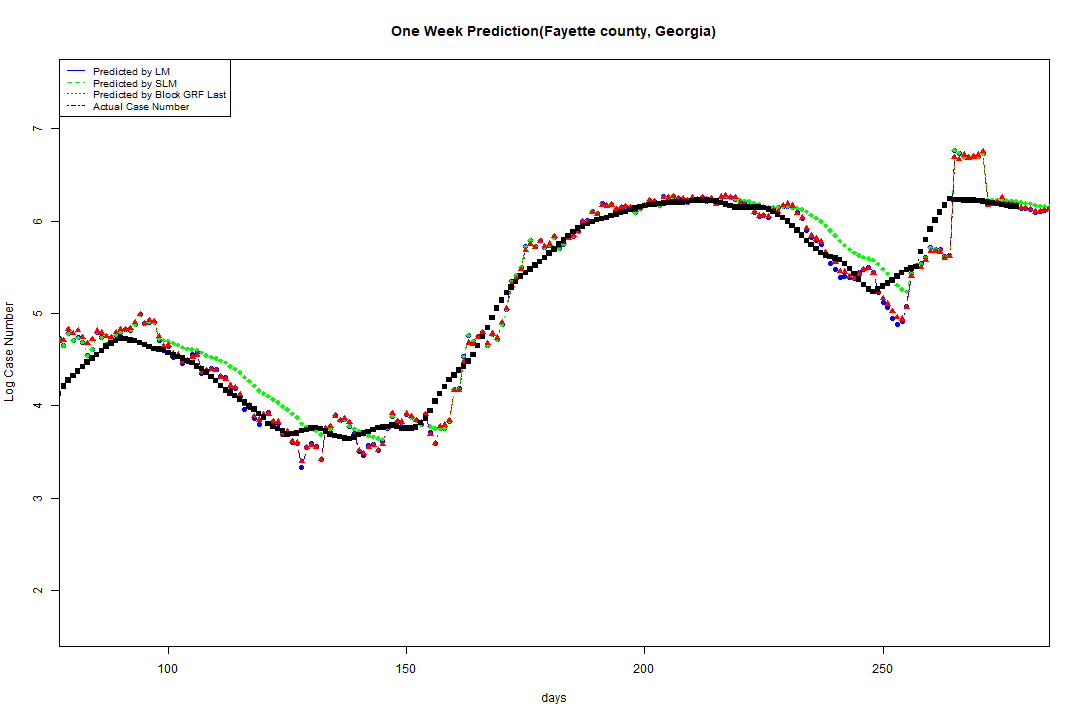 One Week Prediction(Fayette county, Georgia)
Predicted by LM
Predicted by SLM
Predicted by Block GRF Last
Actual Case Number
7
6
5
4
3
2
Log Case Number
100 150 200 250
days